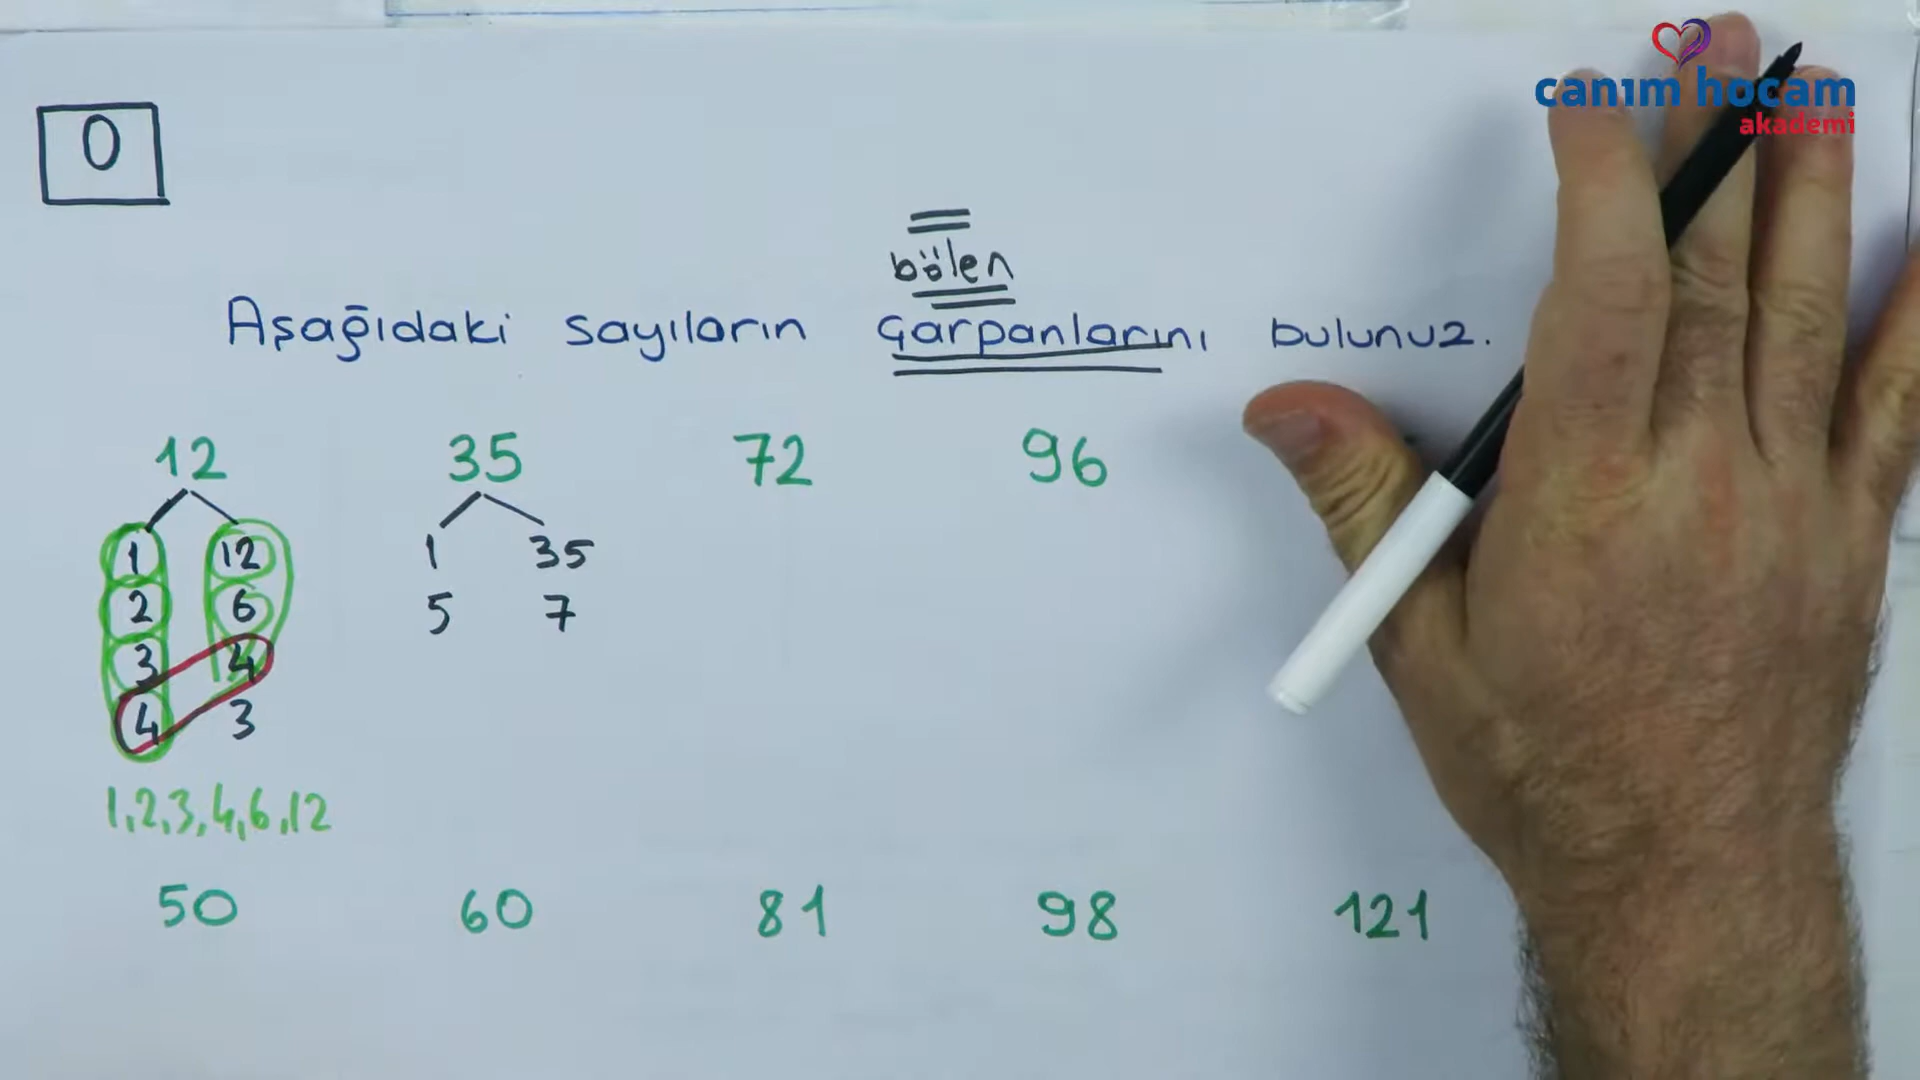 canım hocam
akademi
0
bölen
Aşağıdaki sayıların çarpanlarını bulunuz.
12 35 72 96
1 12 1 35
2 6 5 7
3 4
4 3
1,2,3,4,6,12
50 60 81 98 121